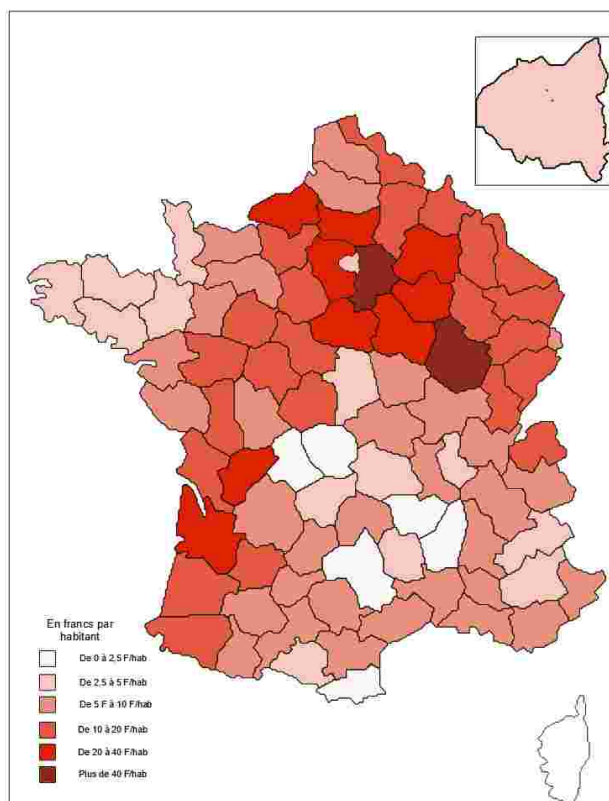 En francs par
habitant
De 0 à 2,5 F/hab
De 2,5 à 5 F/hab
De 5 F à 10 F/hab
De 10 à 20 F/hab
De 20 à 40 F/hab
Plus de 40 F/hab